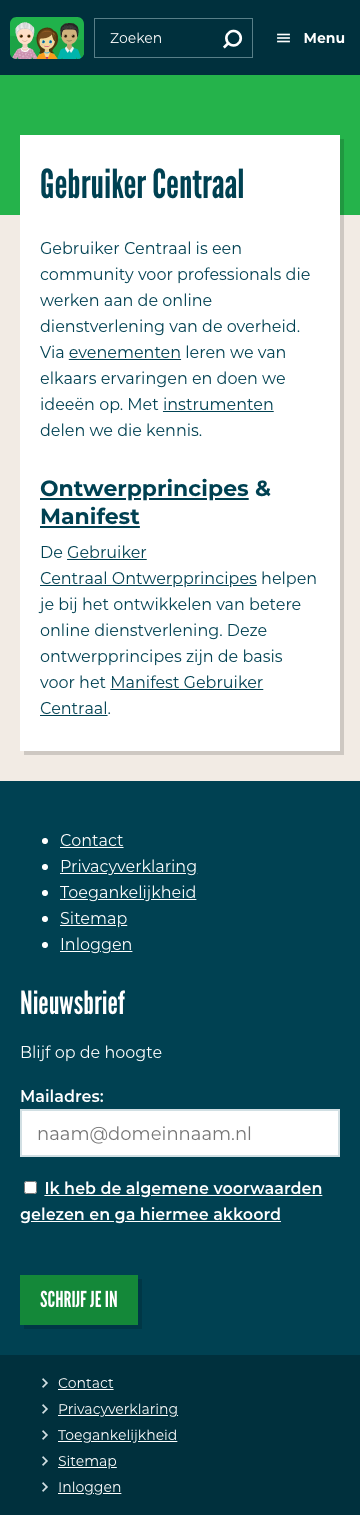 Zoeken
Menu
Gebruiker Centraal
Gebruiker Centraal is een
community voor professionals die
werken aan de online
dienstverlening van de overheid.
Via evenementen leren we van
elkaars ervaringen en doen we
ideeën op. Met instrumenten
delen we die kennis.
Ontwerpprincipes &
Manifest
De Gebruiker
Centraal Ontwerpprincipes helpen
je bij het ontwikkelen van betere
online dienstverlening. Deze
ontwerpprincipes zijn de basis
voor het Manifest Gebruiker
Centraal.
Contact
Privacyverklaring
Toegankelijkheid
Sitemap
Inloggen
Nieuwsbrief
Blijf op de hoogte
Mailadres:
naam@domeinnaam.nl
Ik heb de algemene voorwaarden
gelezen en ga hiermee akkoord
SCHRIJF JE IN
Contact
Privacyverklaring
Toegankelijkheid
Sitemap
Inloggen